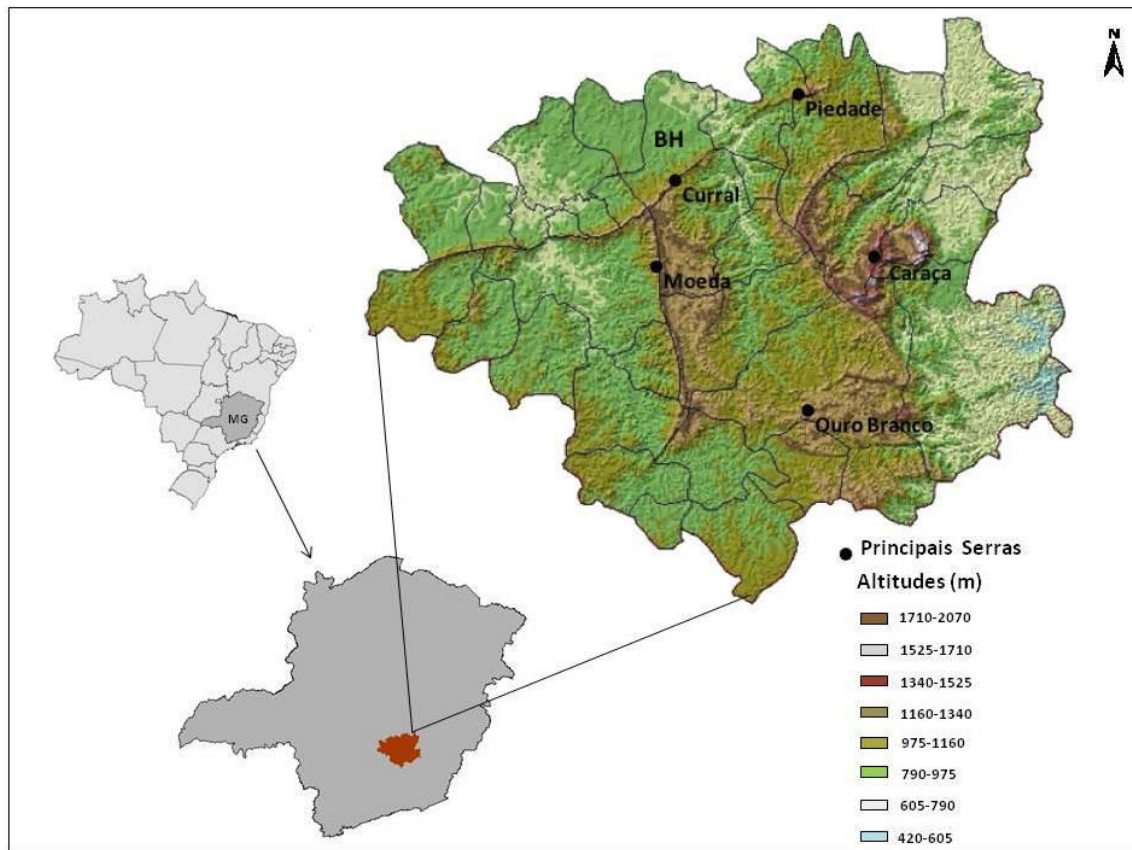 N
Piedade
BH
Curral
Caraça
Moeda
MG
Ouro Branco
Principais Serras
Altitudes (m)
1710-2070
1525-1710
1340-1525
1160-1340
975-1160
790-975
605-790
420-605